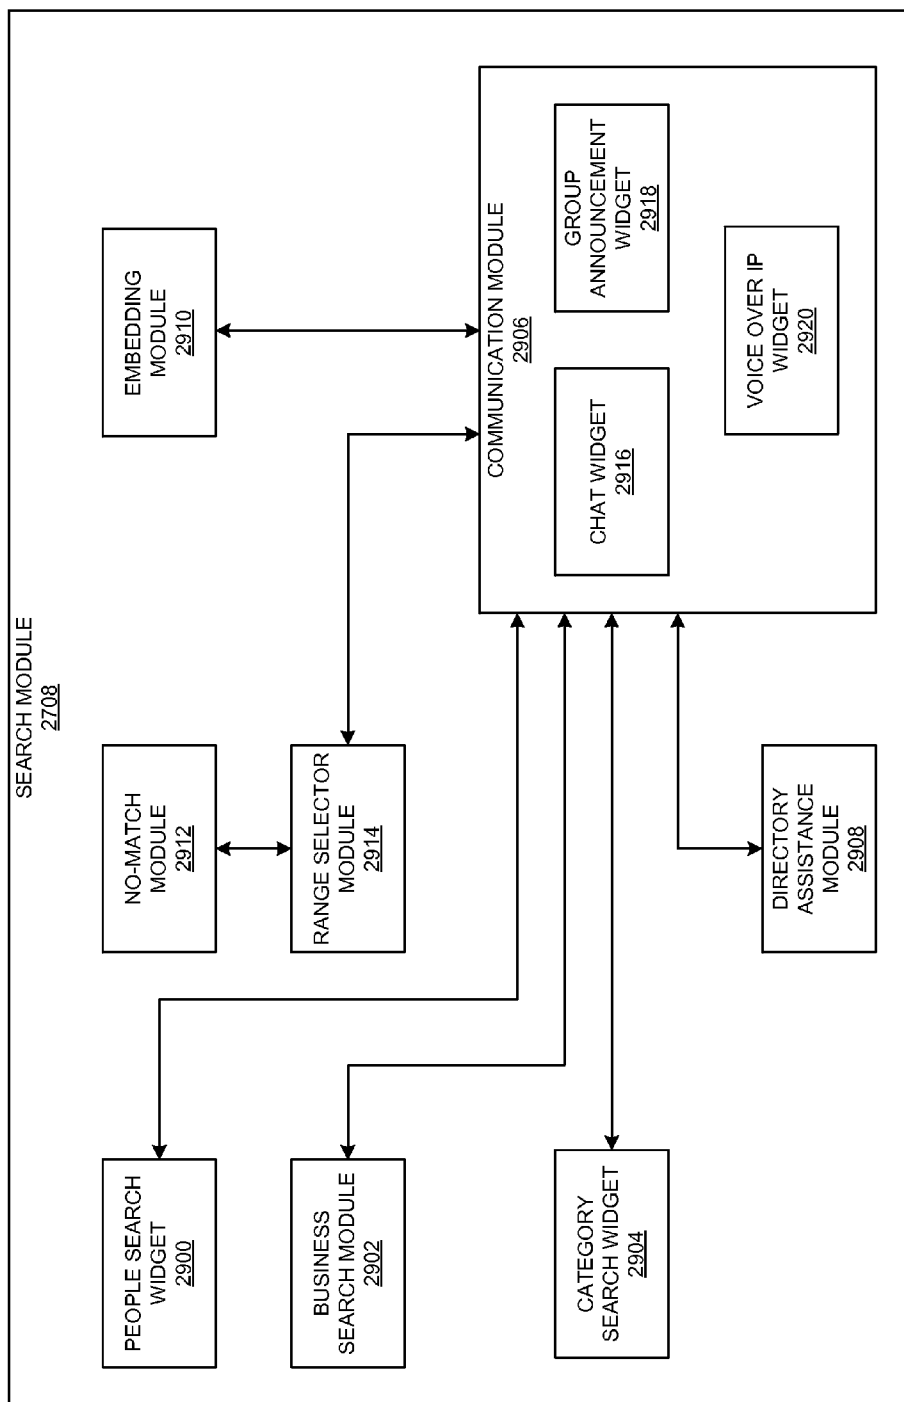 SEARCH MODULE
2708
PEOPLE SEARCH
WIDGET
2900
NO-MATCH
MODULE
2912
EMBEDDING
MODULE
2910
BUSINESS
SEARCH MODULE
2902
RANGE SELECTOR
MODULE
2914
COMMUNICATION MODULE
2906
CATEGORY
SEARCH WIDGET
2904
CHAT WIDGET
2916
GROUP
ANNOUNCEMENT
WIDGET
2918
DIRECTORY
ASSISTANCE
MODULE
2908
VOICE OVER IP
WIDGET
2920